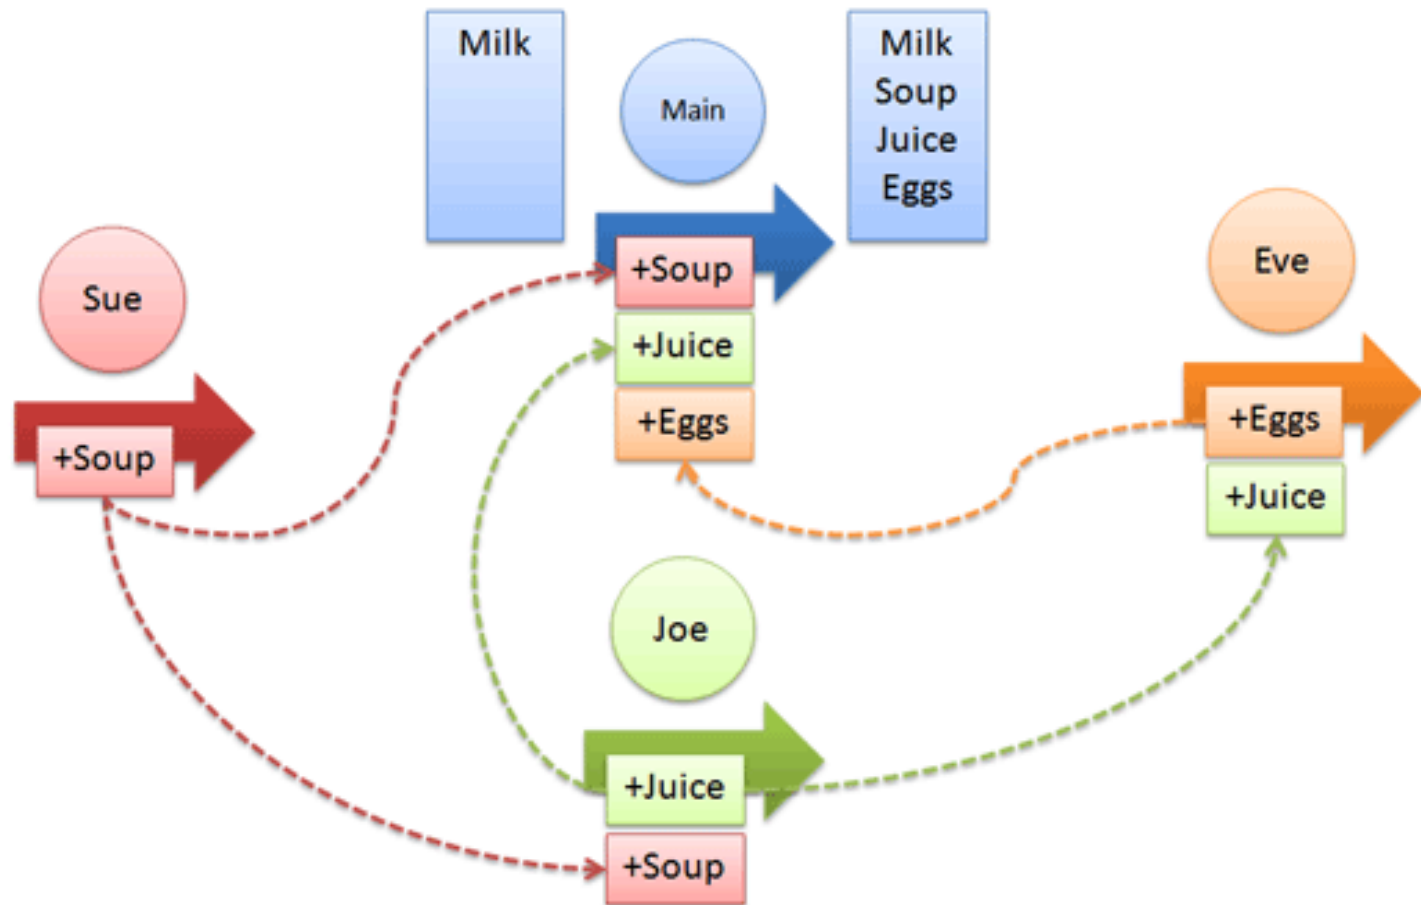 Milk
Main
Milk
Soup
Juice
Eggs
Sue
+Soup
+Soup
+Juice
+Eggs
Eve
+Eggs
+Juice
Joe
+Juice
+Soup